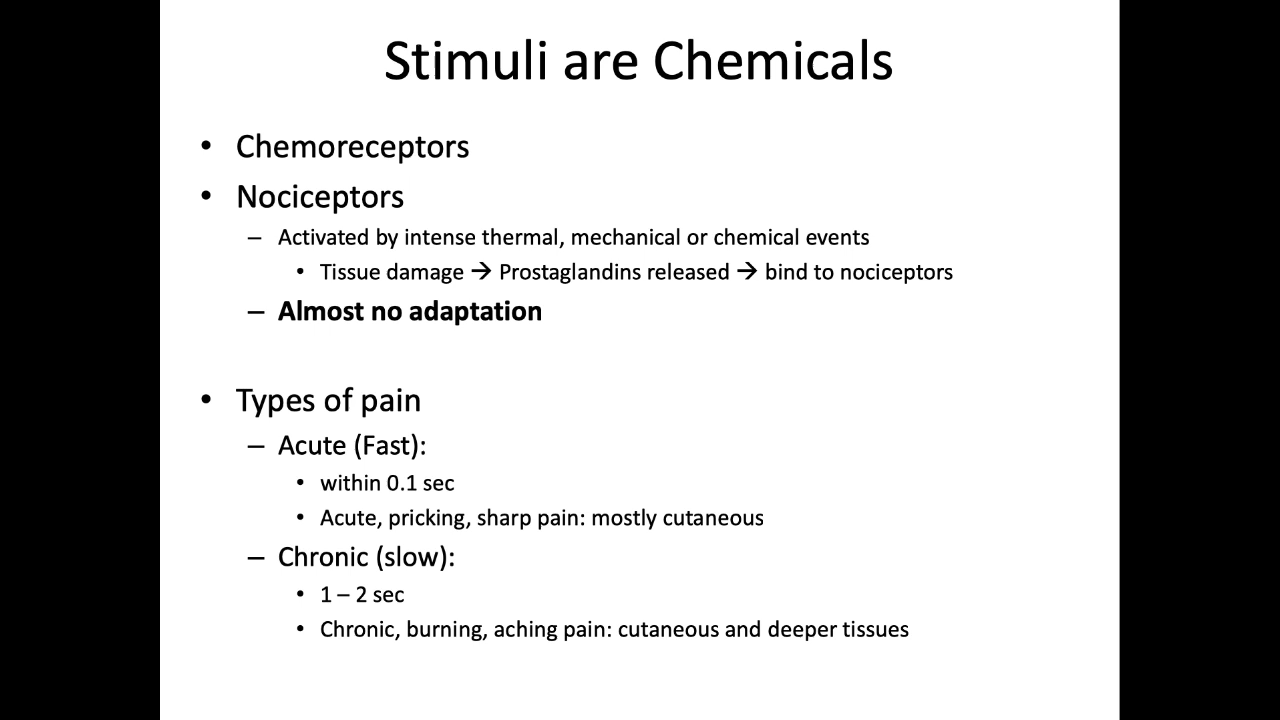 Stimuli are Chemicals
• Chemoreceptors
• Nociceptors
– Activated by intense thermal, mechanical or chemical events
• Tissue damage → Prostaglandins released → bind to nociceptors
– Almost no adaptation
• Types of pain
– Acute (Fast):
• within 0.1 sec
• Acute, pricking, sharp pain: mostly cutaneous
– Chronic (slow):
• 1 – 2 sec
• Chronic, burning, aching pain: cutaneous and deeper tissues